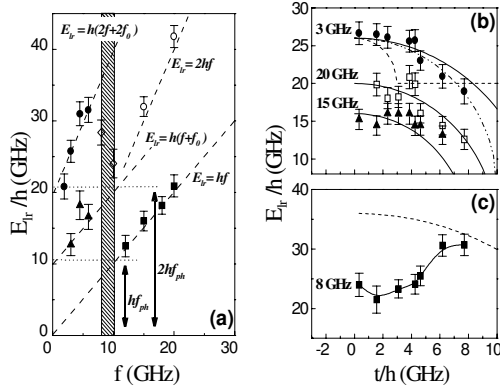 E_lr=h(2f+2f_0)
E_lr=2hf
E_lr=h(f+f_0)
E_lr=hf
2hf_ph
hf_ph
(a)
40
30
20
10
0
0 10 20 30
E_lr/h (GHz)
f (GHz)
(b)
3 GHz
20 GHz
15 GHz
25
20
15
10
E_lr/h (GHz)
(c)
8 GHz
30
20
-2 0 2 4 6 8 10
t/h (GHz)